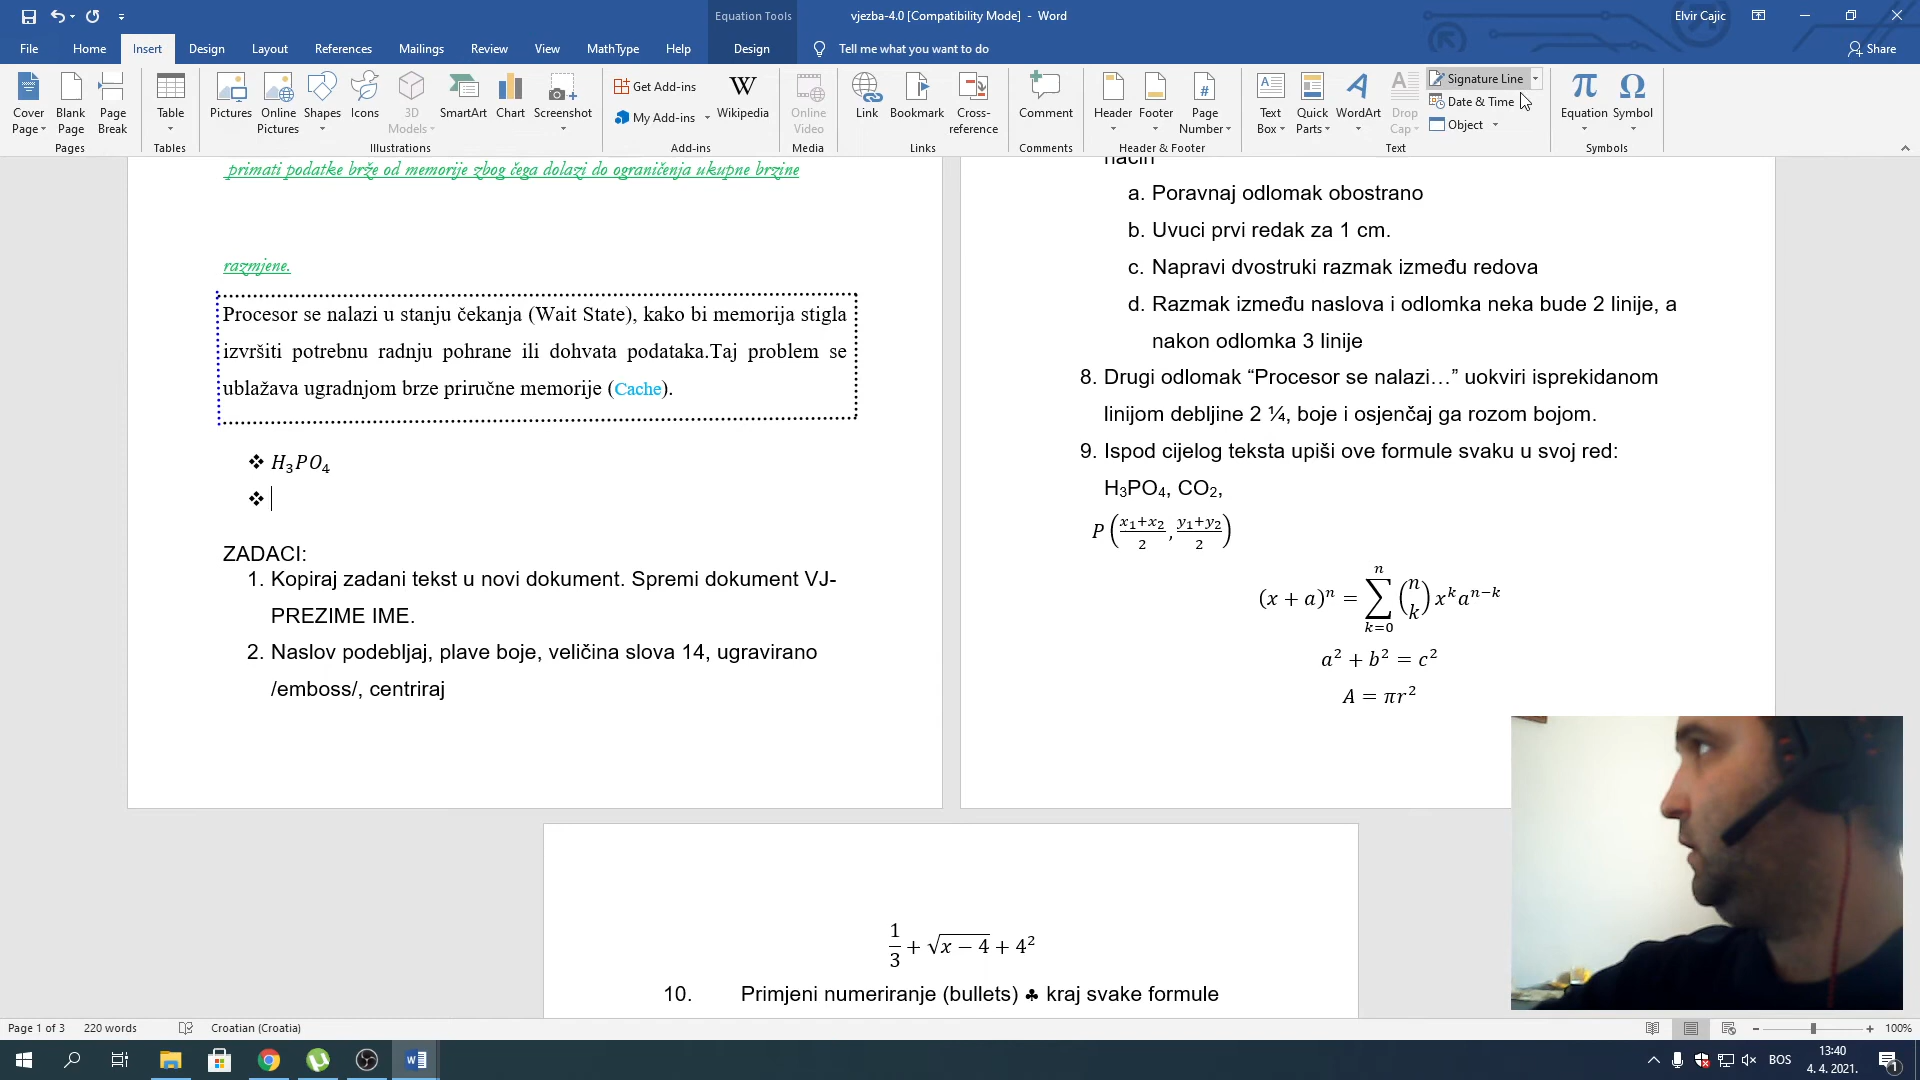 Equation Tools
vjezba-4.0 [Compatibility Mode] - Word
Elvir Cajic
File Home Insert Design Layout References Mailings Review View MathType Help Design Tell me what you want to do Share
Cover Page
Blank Page
Page Break
Pages
Table
Tables
Pictures
Online Pictures
Shapes
Icons
3D Models
SmartArt
Chart
Screenshot
Illustrations
Get Add-ins
My Add-ins
Wikipedia
Add-ins
Online Video
Media
Link
Bookmark
Cross-reference
Links
Comment
Comments
Header
Footer
Page Number
Header & Footer
Text Box
Quick Parts
WordArt
Drop Cap
Signature Line
Date & Time
Object
Text
Equation
Symbol
Symbols
primati podatke brže od memorije zbog čega dolazi do ograničenja ukupne brzine
razmjene.
Procesor se nalazi u stanju čekanja (Wait State), kako bi memorija stigla
izvršiti potrebnu radnju pohrane ili dohvata podataka.Taj problem se
ublažava ugradnjom brze priručne memorije (Cache).
❖ H₃PO₄
❖
ZADACI:
1. Kopiraj zadani tekst u novi dokument. Spremi dokument VJ-
PREZIME IME.
2. Naslov podebljaj, plave boje, veličina slova 14, ugravirano
/emboss/, centriraj
način
a. Poravnaj odlomak obostrano
b. Uvuci prvi redak za 1 cm.
c. Napravi dvostruki razmak između redova
d. Razmak između naslova i odlomka neka bude 2 linije, a
nakon odlomka 3 linije
8. Drugi odlomak “Procesor se nalazi…” uokviri isprekidanom
linijom debljine 2 ¼, boje i osjenčaj ga rozom bojom.
9. Ispod cijelog teksta upiši ove formule svaku u svoj red:
H₃PO₄, CO₂,
P((x₁+x₂)/2, (y₁+y₂)/2)
(x + a)ⁿ = ∑_{k=0}^{n} (n k) xᵏaⁿ⁻ᵏ
a² + b² = c²
A = πr²
1/3 + √(x − 4) + 4²
10. Primjeni numeriranje (bullets) ♣ kraj svake formule
Page 1 of 3 220 words Croatian (Croatia) 100%
BOS
13:40
4. 4. 2021.
1